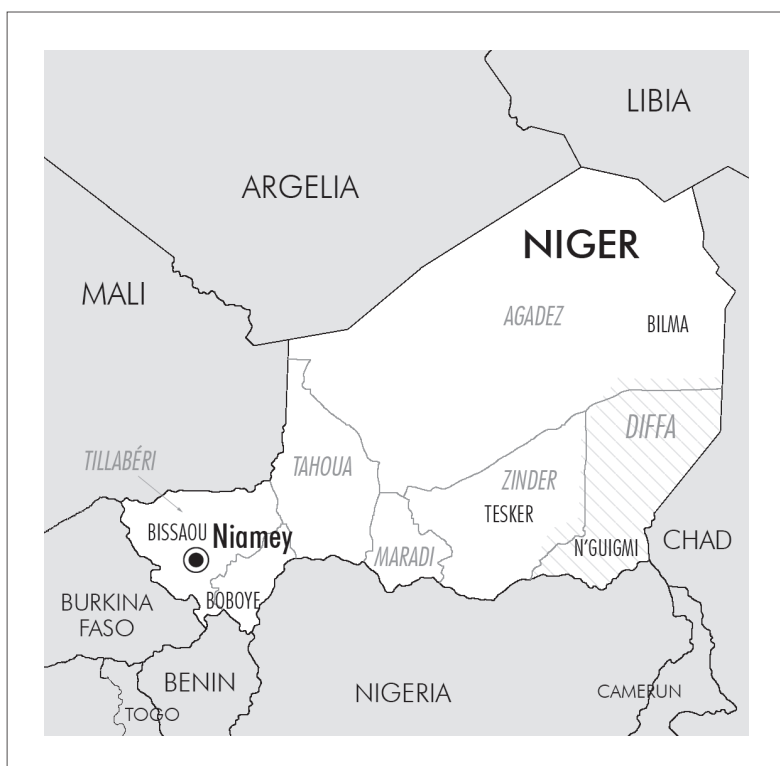 LIBIA
ARGELIA
NIGER
MALI
AGADEZ
BILMA
DIFFA
TILLABÉRI
TAHOUA
ZINDER
TESKER
BISSAOU
Niamey
MARADI
N'GUIGMI
CHAD
BURKINA
FASO
BOBOYE
BENIN
NIGERIA
CAMERUN
TOGO